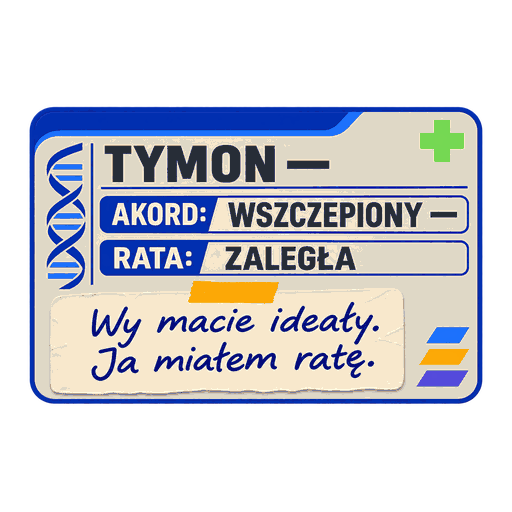 TYMON —
AKORD: WSZCZEPIONY —
RATA: ZALEGŁA
Wy macie ideały.
Ja miałem ratę.